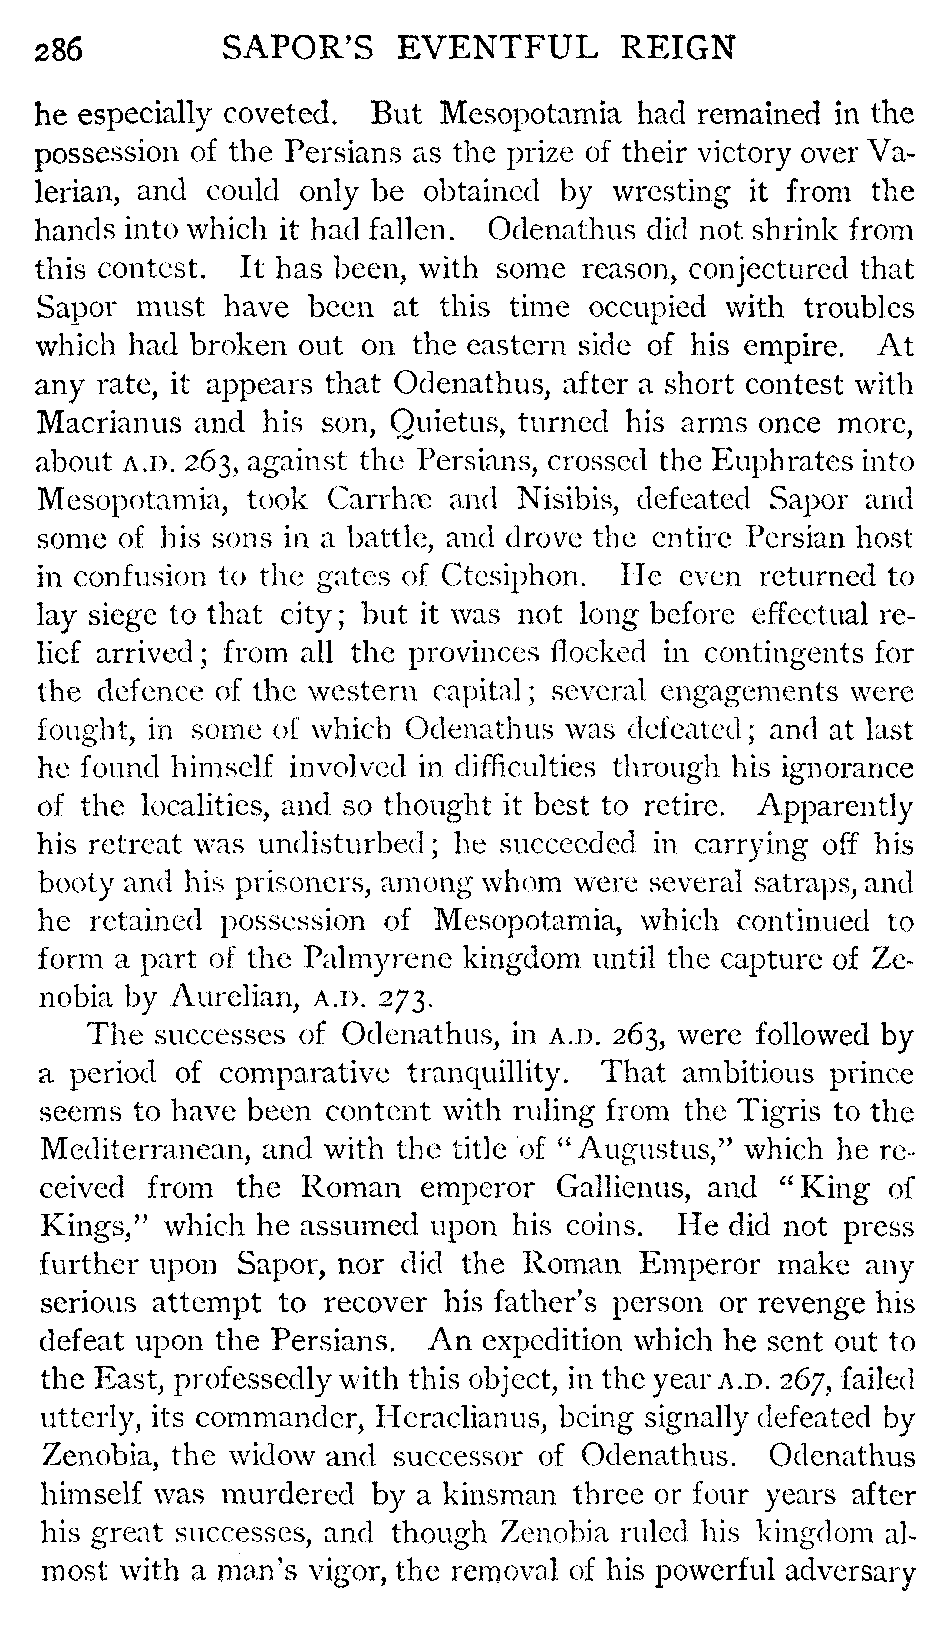 286 SAPOR'S EVENTFUL REIGN
he especially coveted. But Mesopotamia had remained in the
possession of the Persians as the prize of their victory over Va-
lerian, and could only be obtained by wresting it from the
hands into which it had fallen. Odenathus did not shrink from
this contest. It has been, with some reason, conjectured that
Sapor must have been at this time occupied with troubles
which had broken out on the eastern side of his empire. At
any rate, it appears that Odenathus, after a short contest with
Macrianus and his son, Quietus, turned his arms once more,
about A.D. 263, against the Persians, crossed the Euphrates into
Mesopotamia, took Carrhæ and Nisibis, defeated Sapor and
some of his sons in a battle, and drove the entire Persian host
in confusion to the gates of Ctesiphon. He even returned to
lay siege to that city; but it was not long before effectual re-
lief arrived; from all the provinces flocked in contingents for
the defence of the western capital; several engagements were
fought, in some of which Odenathus was defeated; and at last
he found himself involved in difficulties through his ignorance
of the localities, and so thought it best to retire. Apparently
his retreat was undisturbed; he succeeded in carrying off his
booty and his prisoners, among whom were several satraps, and
he retained possession of Mesopotamia, which continued to
form a part of the Palmyrene kingdom until the capture of Ze-
nobia by Aurelian, A.D. 273.
The successes of Odenathus, in A.D. 263, were followed by
a period of comparative tranquillity. That ambitious prince
seems to have been content with ruling from the Tigris to the
Mediterranean, and with the title of "Augustus," which he re-
ceived from the Roman emperor Gallienus, and "King of
Kings," which he assumed upon his coins. He did not press
further upon Sapor, nor did the Roman Emperor make any
serious attempt to recover his father's person or revenge his
defeat upon the Persians. An expedition which he sent out to
the East, professedly with this object, in the year A.D. 267, failed
utterly, its commander, Heraclianus, being signally defeated by
Zenobia, the widow and successor of Odenathus. Odenathus
himself was murdered by a kinsman three or four years after
his great successes, and though Zenobia ruled his kingdom al-
most with a man's vigor, the removal of his powerful adversary